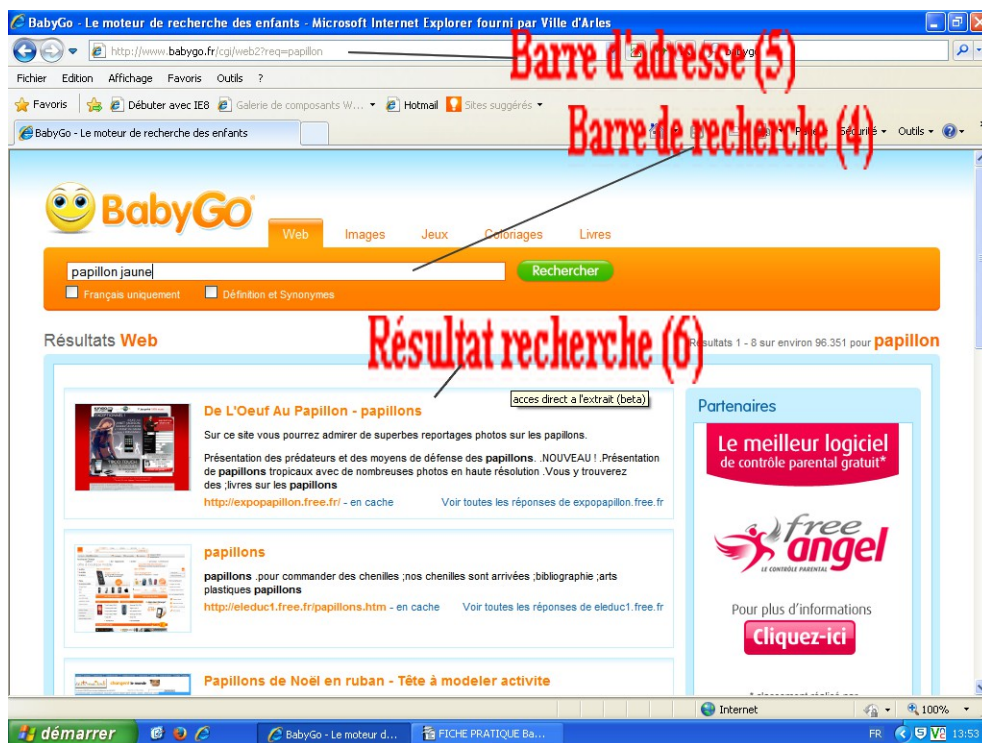 BabyGo - Le moteur de recherche des enfants - Microsoft Internet Explorer fourni par Ville d'Arles
http://www.babygo.fr/cgi/web2?req=papillon
Barre d'adresse (5)
Fichier Edition Affichage Favoris Outils ?
Favoris Débuter avec IE8 Galerie de composants W... Hotmail Sites suggérés
BabyGo - Le moteur de recherche des enfants
Sécurité Outils
Barre de recherche (4)
BabyGO
Web Images Jeux Coloriages Livres
papillon jaune
Rechercher
Français uniquement Définition et Synonymes
Résultats Web
Résultat recherche (6)
Résultats 1 - 8 sur environ 96.351 pour papillon
De L'Oeuf Au Papillon - papillons
acces direct a l'extrait (beta)
Sur ce site vous pourrez admirer de superbes reportages photos sur les papillons.
Présentation des prédateurs et des moyens de défense des papillons. .NOUVEAU ! .Présentation
de papillons tropicaux avec de nombreuses photos en haute résolution .Vous y trouverez
des ;livres sur les papillons
http://expopapillon.free.fr/ - en cache Voir toutes les réponses de expopapillon.free.fr
papillons
papillons .pour commander des chenilles ;nos chenilles sont arrivées ;bibliographie ;arts
plastiques papillons
http://eleduc1.free.fr/papillons.htm - en cache Voir toutes les réponses de eleduc1.free.fr
Papillons de Noël en ruban - Tête à modeler activite
Partenaires
Le meilleur logiciel
de contrôle parental gratuit*
free
angel
LE CONTRÔLE PARENTAL
Pour plus d'informations
Cliquez-ici
Internet 100%
démarrer BabyGo - Le moteur d... FICHE PRATIQUE Ba... FR 13:53